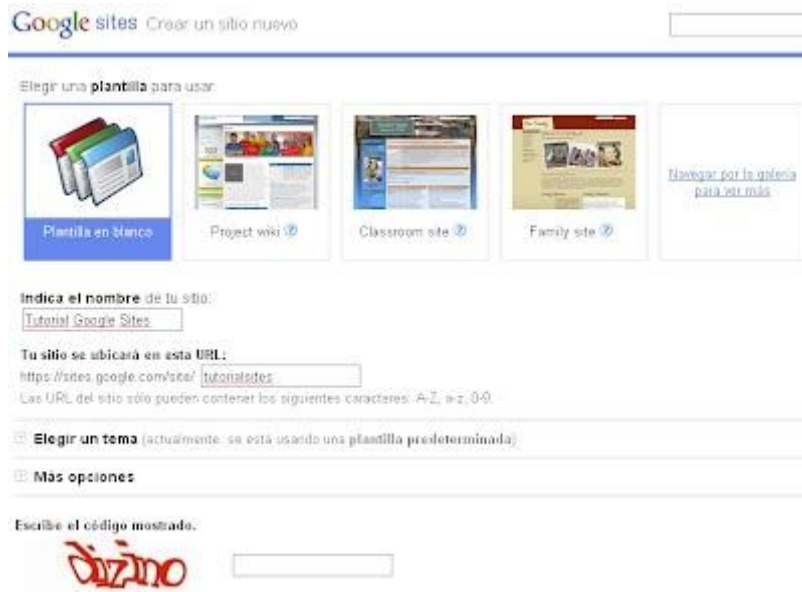 Google sites Crear un sitio nuevo
Elegir una plantilla para usar:
Plantilla en blanco
Project wiki
Classroom site
Family site
Navegar por la galería
para ver más
Indica el nombre de tu sitio:
Tutorial Google Sites
Tu sitio se ubicará en esta URL:
https://sites.google.com/site/ tutorialsites
Las URL del sitio sólo pueden contener los siguientes caracteres: A-Z, a-z, 0-9.
Elegir un tema (actualmente, se está usando una plantilla predeterminada)
Más opciones
Escribe el código mostrado.